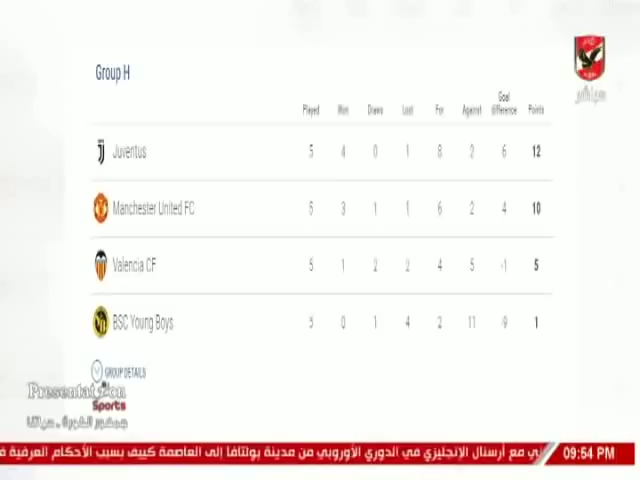 Group H
Played Won Draws Lost For Against Goal difference Points
Juventus 5 4 0 1 8 2 6 12
Manchester United FC 5 3 1 1 6 2 4 10
Valencia CF 5 1 2 2 4 5 -1 5
BSC Young Boys 5 0 1 4 2 11 -9 1
GROUP DETAILS
Presentation
Sports
مباشر
ي مع أرسنال الإنجليزي في الدوري الأوروبي من مدينة بولتافا إلى العاصمة كييف بسبب الأحكام العرفية ف
09:54 PM